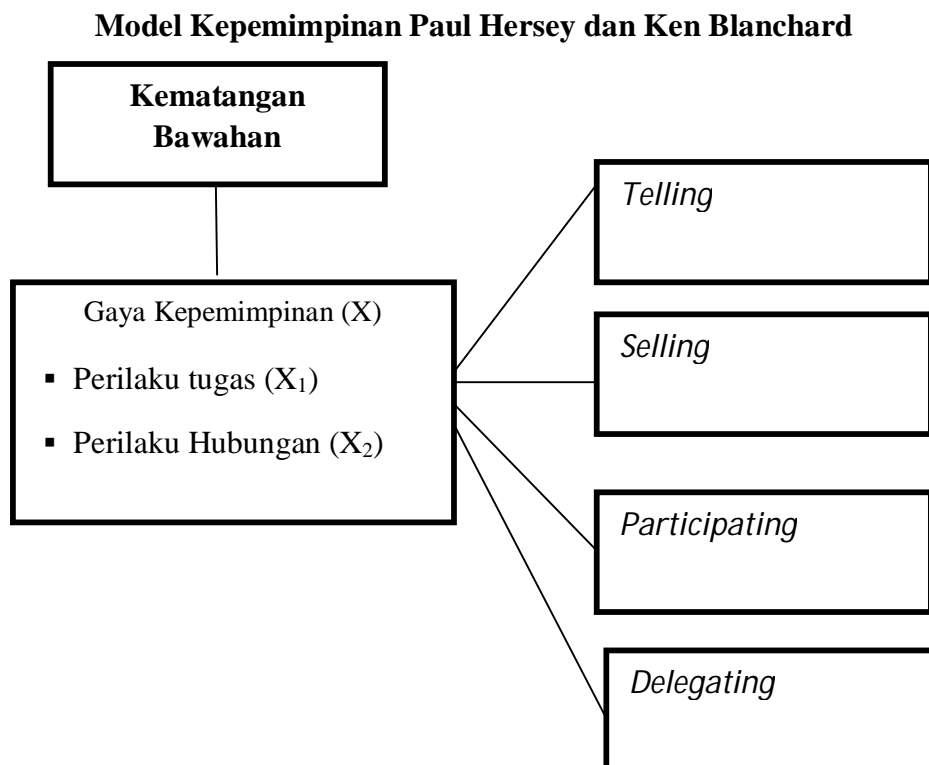 Model Kepemimpinan Paul Hersey dan Ken Blanchard
Kematangan
Bawahan
Gaya Kepemimpinan (X)
▪ Perilaku tugas (X₁)
▪ Perilaku Hubungan (X₂)
Telling
Selling
Participating
Delegating